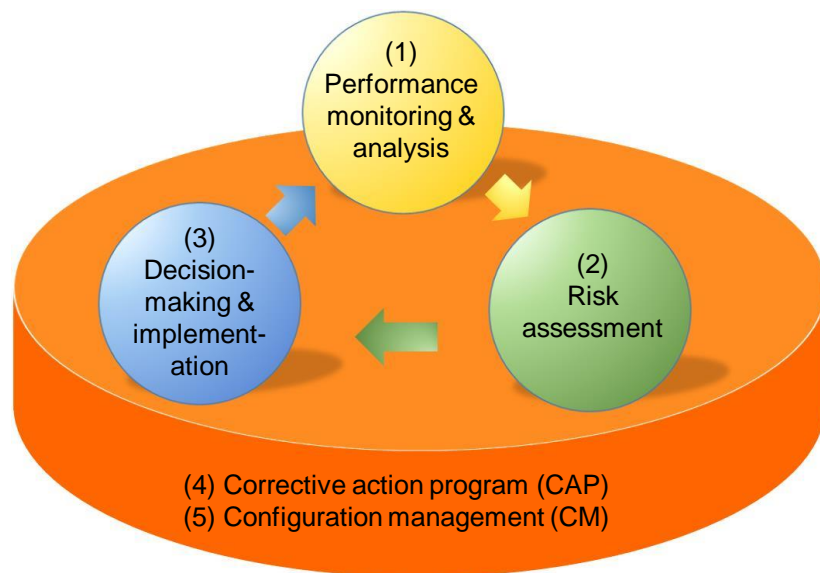 (1)
Performance
monitoring &
analysis
(2)
Risk
assessment
(3)
Decision-
making &
implement-
ation
(4) Corrective action program (CAP)
(5) Configuration management (CM)